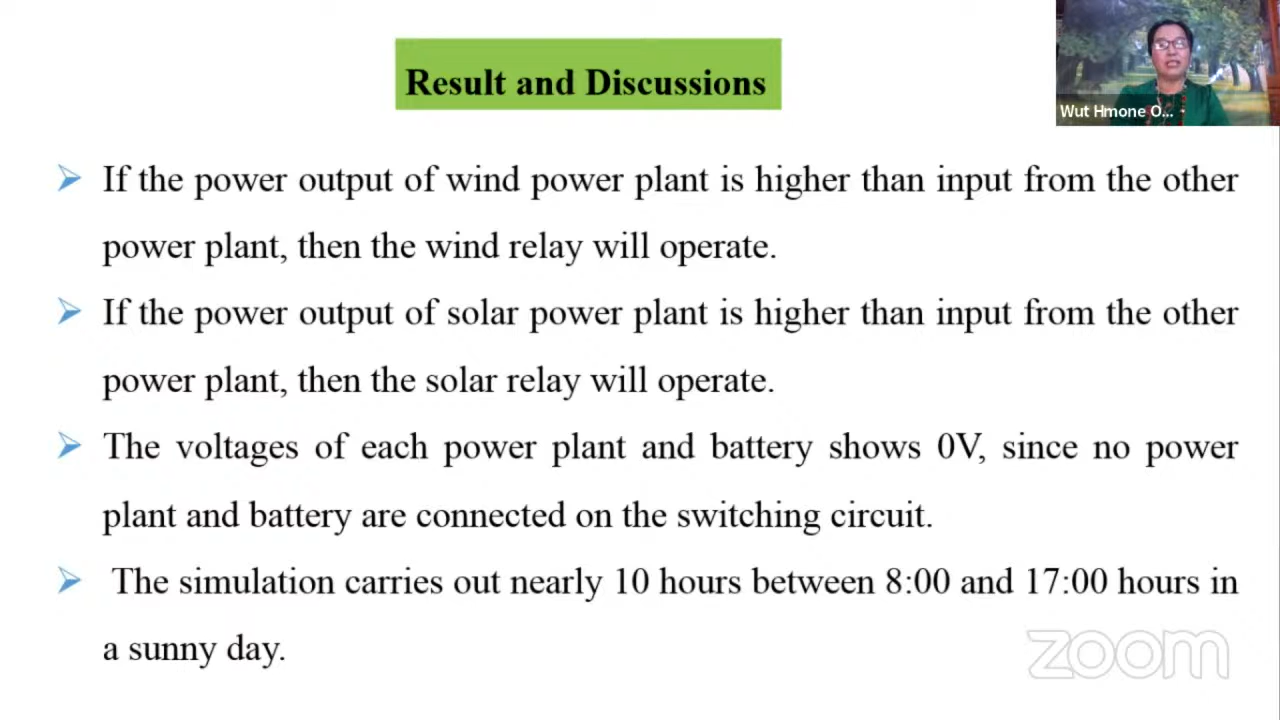 Result and Discussions
Wut Hmone O...
➢ If the power output of wind power plant is higher than input from the other
power plant, then the wind relay will operate.
➢ If the power output of solar power plant is higher than input from the other
power plant, then the solar relay will operate.
➢ The voltages of each power plant and battery shows 0V, since no power
plant and battery are connected on the switching circuit.
➢ The simulation carries out nearly 10 hours between 8:00 and 17:00 hours in
a sunny day.
zoom